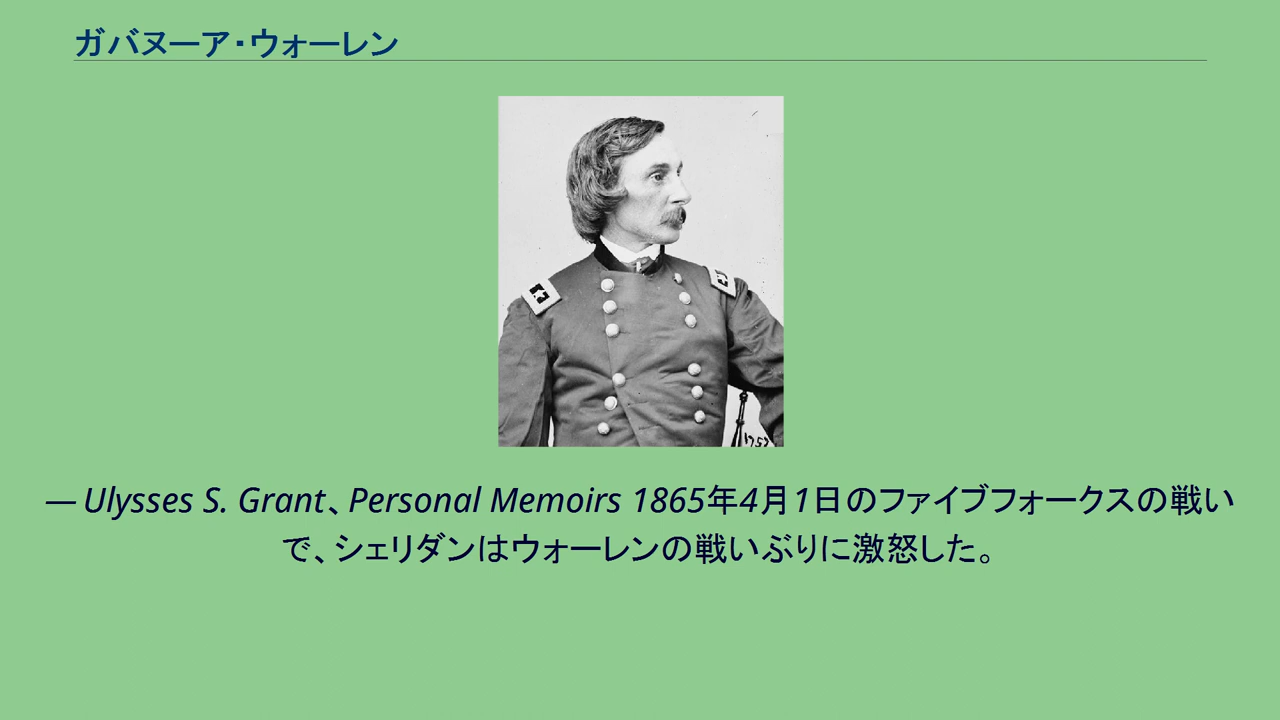 ガバヌーア・ウォーレン
1757
— Ulysses S. Grant、Personal Memoirs 1865年4月1日のファイブフォークスの戦い
で、シェリダンはウォーレンの戦いぶりに激怒した。